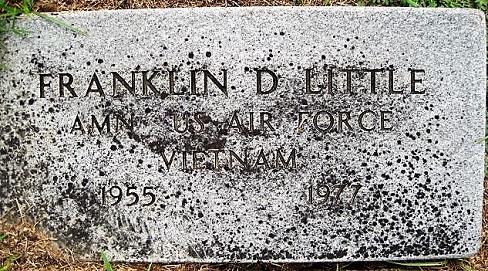 FRANKLIN D LITTLE
AMN US AIR FORCE
VIETNAM
1955 1977